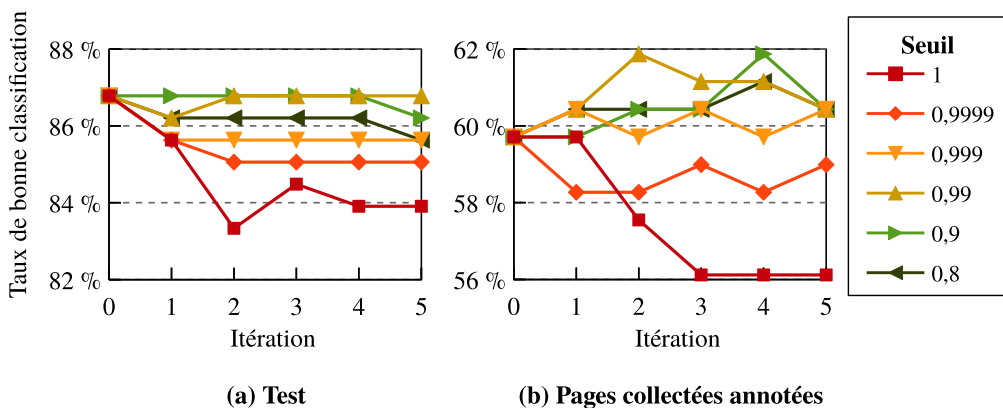 Taux de bonne classification
88 %
86 %
84 %
82 %
0 1 2 3 4 5
Itération
(a) Test
62 %
60 %
58 %
56 %
0 1 2 3 4 5
Itération
(b) Pages collectées annotées
Seuil
1
0,9999
0,999
0,99
0,9
0,8